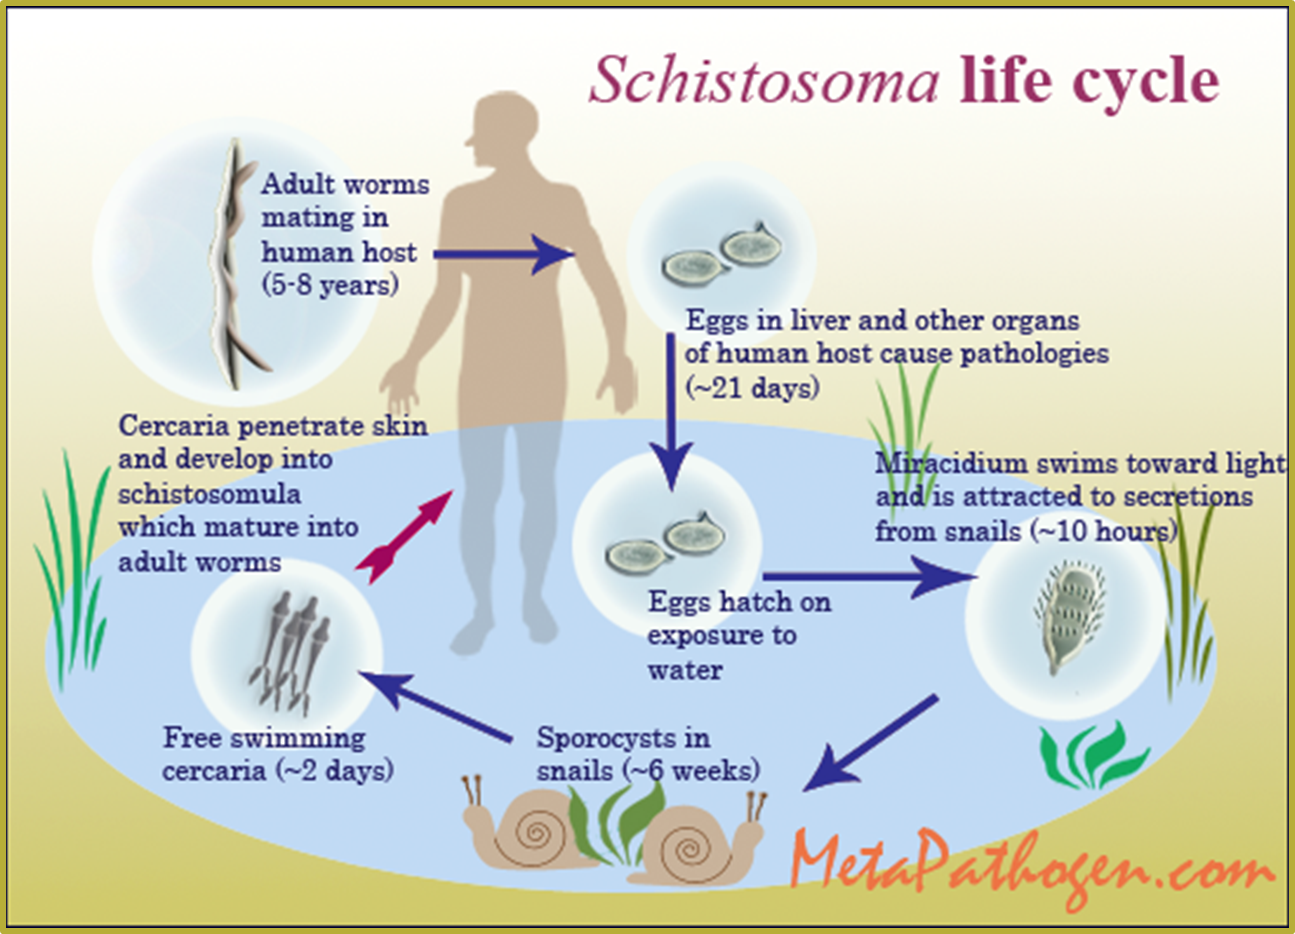 Schistosoma life cycle
Adult worms
mating in
human host
(5-8 years)
Eggs in liver and other organs
of human host cause pathologies
(~21 days)
Cercaria penetrate skin
and develop into
schistosomula
which mature into
adult worms
Miracidium swims toward light
and is attracted to secretions
from snails (~10 hours)
Eggs hatch on
exposure to
water
Free swimming
cercaria (~2 days)
Sporocysts in
snails (~6 weeks)
MetaPathogen.com